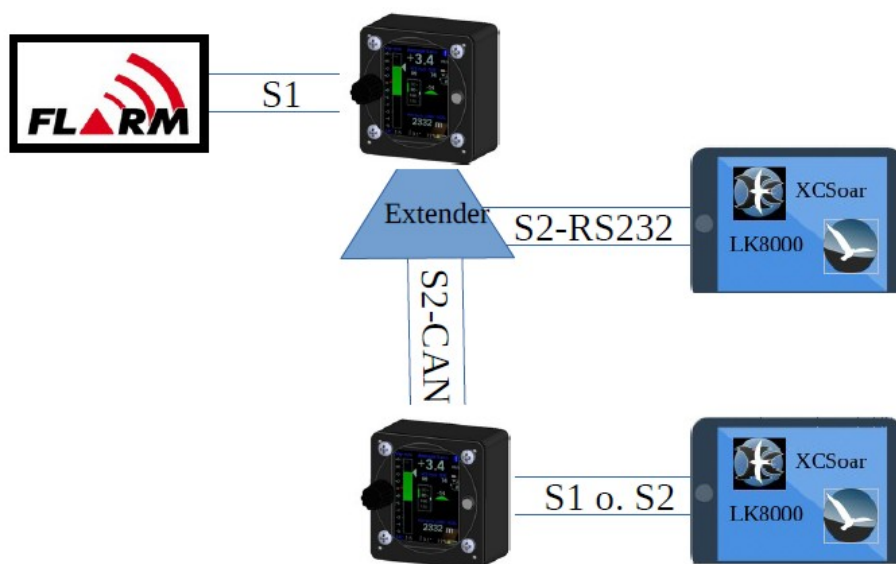 FLARM
S1
+3,4
2332 m
Extender
S2-RS232
XCSoar
LK8000
S2-CAN
+3,4
2332 m
S1 o. S2
XCSoar
LK8000